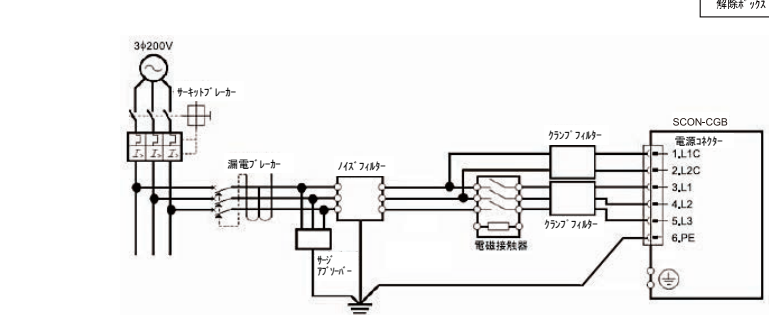 解除ボックス
3φ200V
サーキットブレーカー
SCON-CGB
クランプフィルター
電源コネクター
漏電ブレーカー
ノイズフィルター
1.L1C
2.L2C
3.L1
4.L2
5.L3
6.PE
クランプフィルター
電磁接触器
サージ
アブソーバー